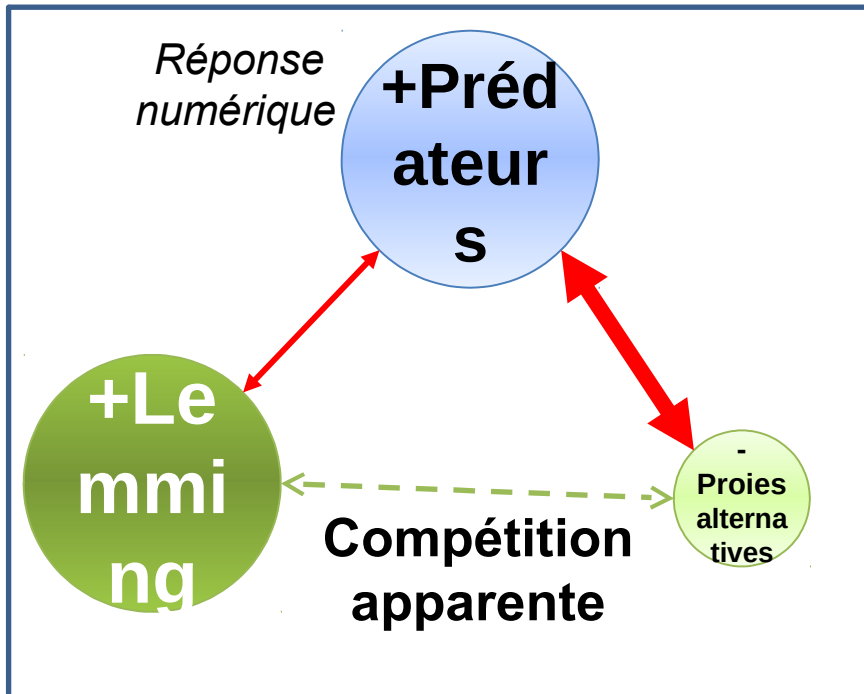 Réponse
numérique
+Préd
ateur
s
+Le
mmi
ng
-
Proies
alterna
tives
Compétition
apparente